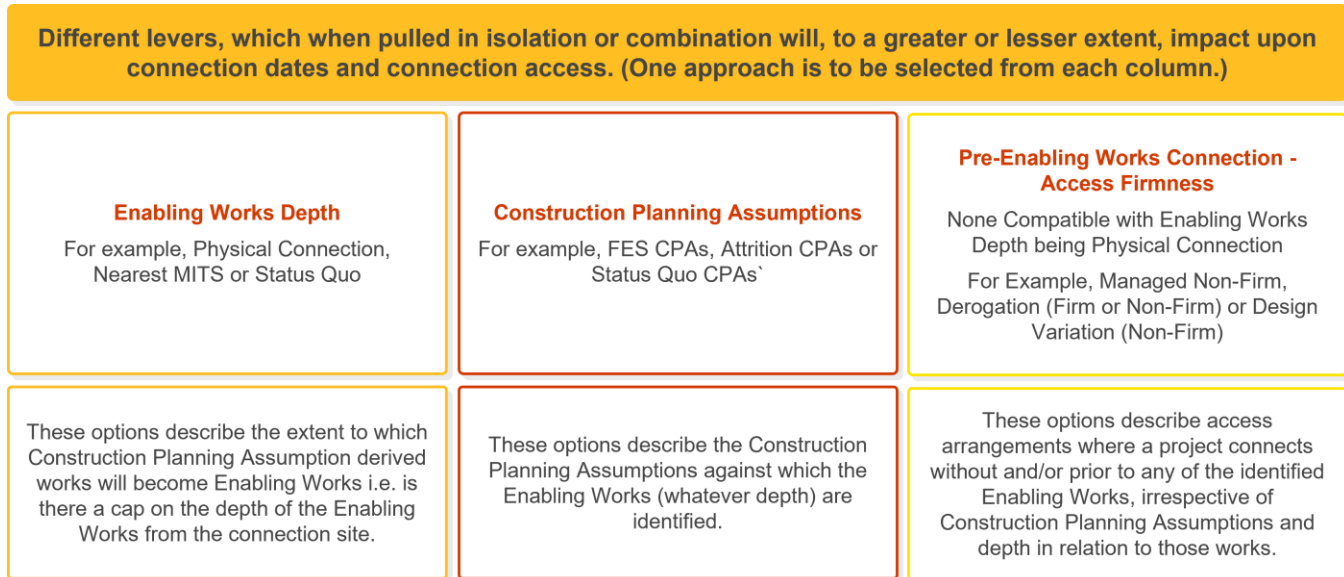 Different levers, which when pulled in isolation or combination will, to a greater or lesser extent, impact upon
connection dates and connection access. (One approach is to be selected from each column.)
Enabling Works Depth
For example, Physical Connection,
Nearest MITS or Status Quo
Construction Planning Assumptions
For example, FES CPAs, Attrition CPAs or
Status Quo CPAs`
Pre-Enabling Works Connection -
Access Firmness
None Compatible with Enabling Works
Depth being Physical Connection
For Example, Managed Non-Firm,
Derogation (Firm or Non-Firm) or Design
Variation (Non-Firm)
These options describe the extent to which
Construction Planning Assumption derived
works will become Enabling Works i.e. is
there a cap on the depth of the Enabling
Works from the connection site.
These options describe the Construction
Planning Assumptions against which the
Enabling Works (whatever depth) are
identified.
These options describe access
arrangements where a project connects
without and/or prior to any of the identified
Enabling Works, irrespective of
Construction Planning Assumptions and
depth in relation to those works.